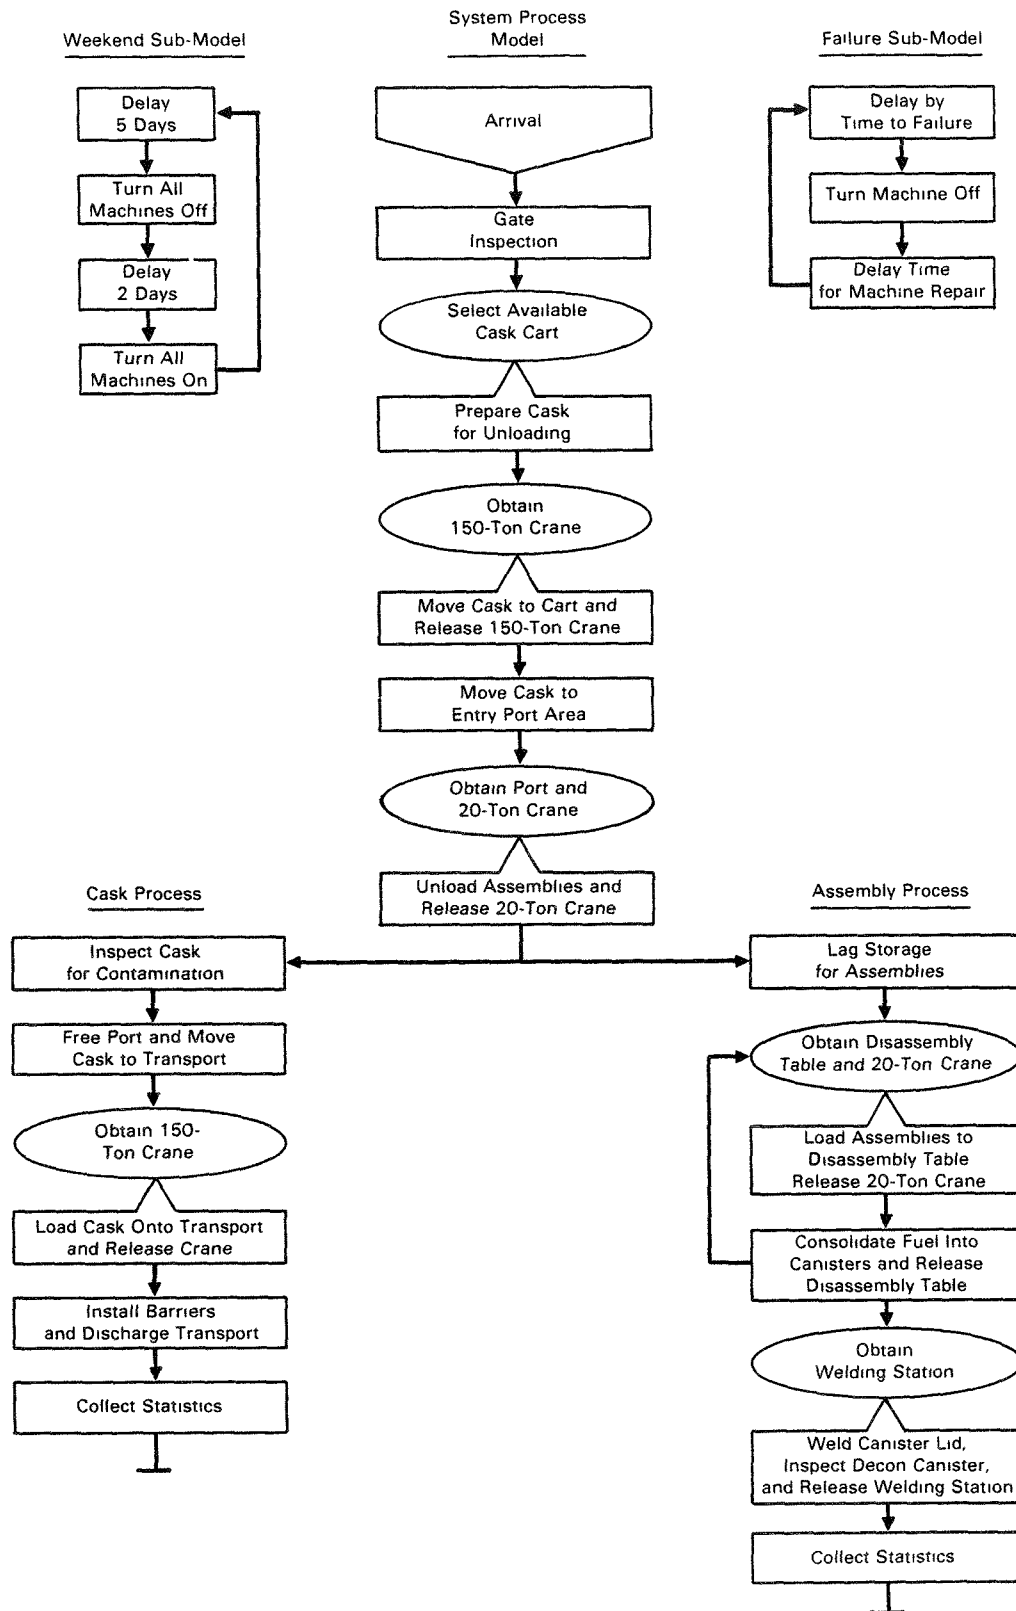 Weekend Sub-Model
Delay
5 Days
Turn All
Machines Off
Delay
2 Days
Turn All
Machines On
System Process
Model
Arrival
Gate
Inspection
Select Available
Cask Cart
Prepare Cask
for Unloading
Obtain
150-Ton Crane
Move Cask to Cart and
Release 150-Ton Crane
Move Cask to
Entry Port Area
Obtain Port and
20-Ton Crane
Unload Assemblies and
Release 20-Ton Crane
Failure Sub-Model
Delay by
Time to Failure
Turn Machine Off
Delay Time
for Machine Repair
Cask Process
Inspect Cask
for Contamination
Free Port and Move
Cask to Transport
Obtain 150-
Ton Crane
Load Cask Onto Transport
and Release Crane
Install Barriers
and Discharge Transport
Collect Statistics
Assembly Process
Lag Storage
for Assemblies
Obtain Disassembly
Table and 20-Ton Crane
Load Assemblies to
Disassembly Table
Release 20-Ton Crane
Consolidate Fuel Into
Canisters and Release
Disassembly Table
Obtain
Welding Station
Weld Canister Lid,
Inspect Decon Canister,
and Release Welding Station
Collect Statistics